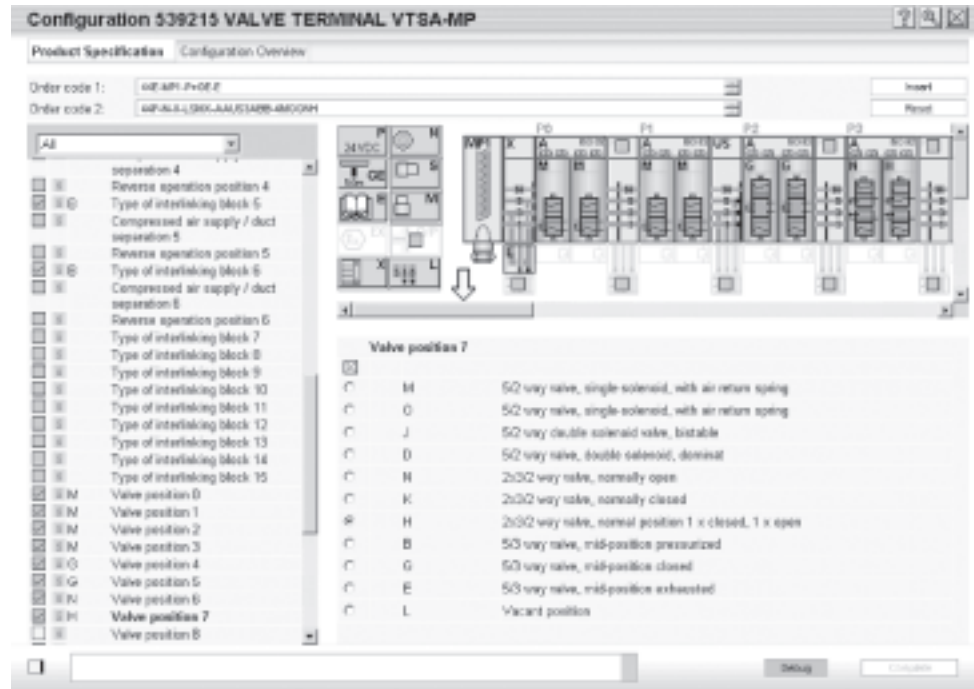 Configuration 539215 VALVE TERMINAL VTSA-MP
Product Specification Configuration Overview
Order code 1:
Insert
Order code 2:
Reset
All
separation 4
Reverse operation position 4
B Type of interlinking block 5
Compressed air supply / duct
separation 5
Reverse operation position 5
B Type of interlinking block 6
Compressed air supply / duct
separation 6
Reverse operation position 6
Type of interlinking block 7
Type of interlinking block 8
Type of interlinking block 9
Type of interlinking block 10
Type of interlinking block 11
Type of interlinking block 12
Type of interlinking block 13
Type of interlinking block 14
Type of interlinking block 15
M Valve position 0
M Valve position 1
M Valve position 2
M Valve position 3
G Valve position 4
G Valve position 5
N Valve position 6
H Valve position 7
Valve position 8
P N
24VDC
S
GE
50m
E M
X L
P0 P1 P2 P3
MP1 X A A VS A A
M M M M G G N H
Valve position 7
M 5/2 way valve, single-solenoid, with air return spring
O 5/2 way valve, single-solenoid, with air return spring
J 5/2 way double solenoid valve, bistable
D 5/2 way valve, double solenoid, dominat
N 2x3/2 way valve, normally open
K 2x3/2 way valve, normally closed
H 2x3/2 way valve, normal position 1 x closed, 1 x open
B 5/3 way valve, mid-position pressurized
G 5/3 way valve, mid-position closed
E 5/3 way valve, mid-position exhausted
L Vacant position
Debug
Complete